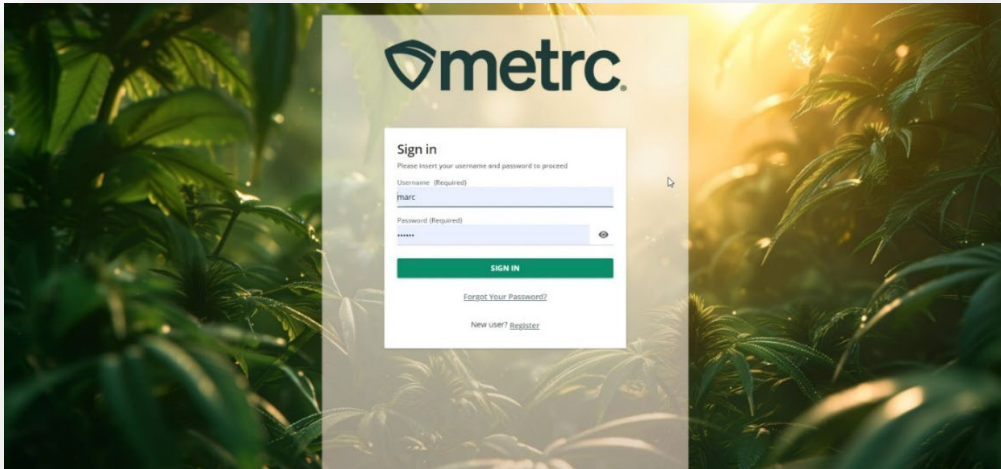 metrc®
Sign in
Please insert your username and password to proceed
Username (Required)
marc
Password (Required)
••••••
SIGN IN
Forgot Your Password?
New user? Register